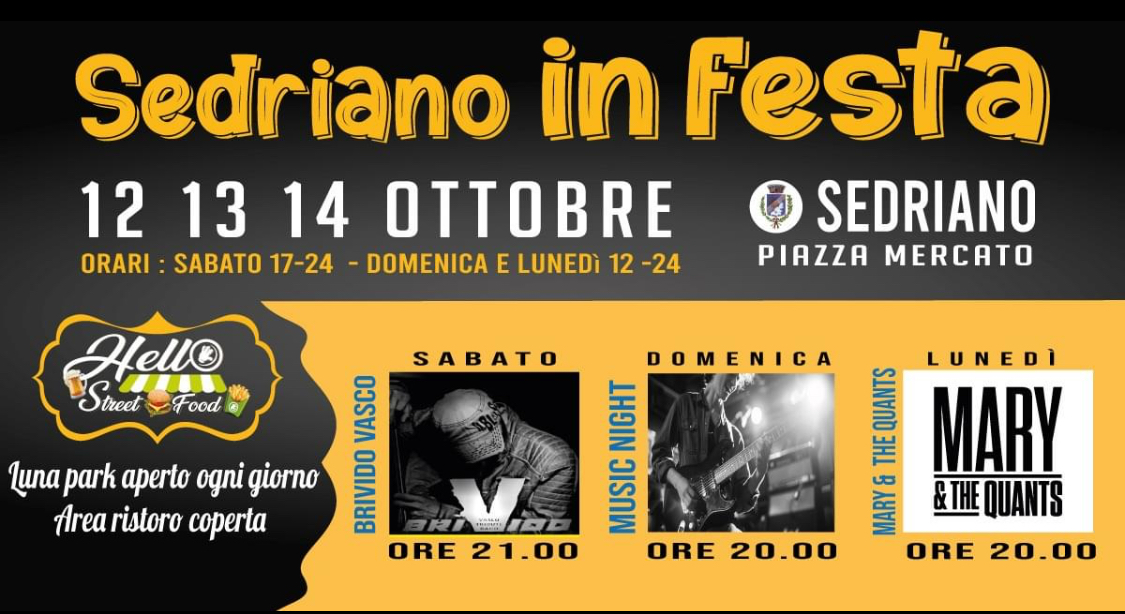 Sedriano in Festa
12 13 14 OTTOBRE
ORARI : SABATO 17-24 - DOMENICA E LUNEDì 12 -24
SEDRIANO
PIAZZA MERCATO
Hello
Street Food
Luna park aperto ogni giorno
Area ristoro coperta
SABATO
BRIVIDO VASCO
V
BRIVIDO
ORE 21.00
DOMENICA
MUSIC NIGHT
ORE 20.00
LUNEDÌ
MARY & THE QUANTS
MARY
& THE QUANTS
ORE 20.00